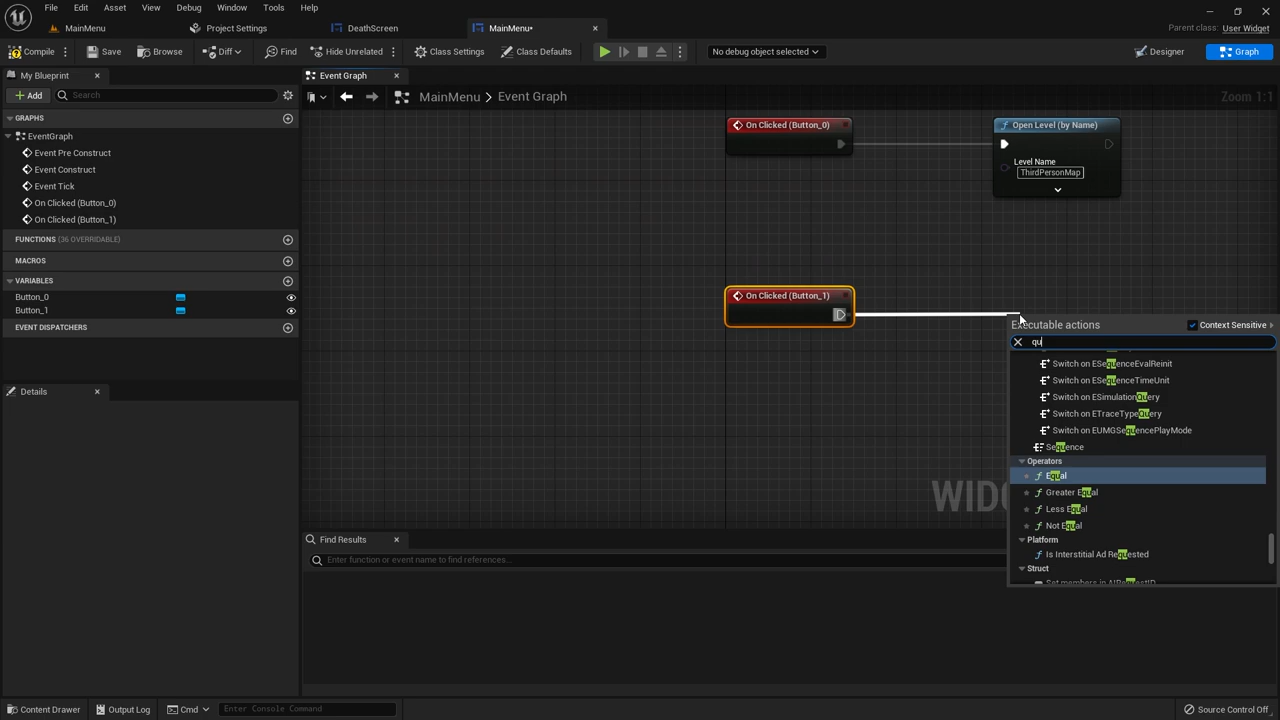 File Edit Asset View Debug Window Tools Help
Parent class: User Widget
MainMenu Project Settings DeathScreen MainMenu•
Compile Save Browse Diff Find Hide Unrelated Class Settings Class Defaults No debug object selected Designer Graph
My Blueprint Event Graph
Add Search MainMenu > Event Graph Zoom 1:1
GRAPHS
EventGraph
Event Pre Construct
Event Construct
Event Tick
On Clicked (Button_0)
On Clicked (Button_1)
FUNCTIONS (36 OVERRIDABLE)
MACROS
VARIABLES
Button_0
Button_1
EVENT DISPATCHERS
Details
On Clicked (Button_0)
Open Level (by Name)
Level Name
ThirdPersonMap
On Clicked (Button_1)
Executable actions Context Sensitive
qu
Switch on ESequenceEvalReinit
Switch on ESequenceTimeUnit
Switch on ESimulationQuery
Switch on ETraceTypeQuery
Switch on EUMGSequencePlayMode
Sequence
Operators
Equal
Greater Equal
Less Equal
Not Equal
Platform
Is Interstitial Ad Requested
Struct
Set members in AIRequestID
WIDG
Find Results
Enter function or event name to find references...
Content Drawer Output Log Cmd Enter Console Command Source Control Off